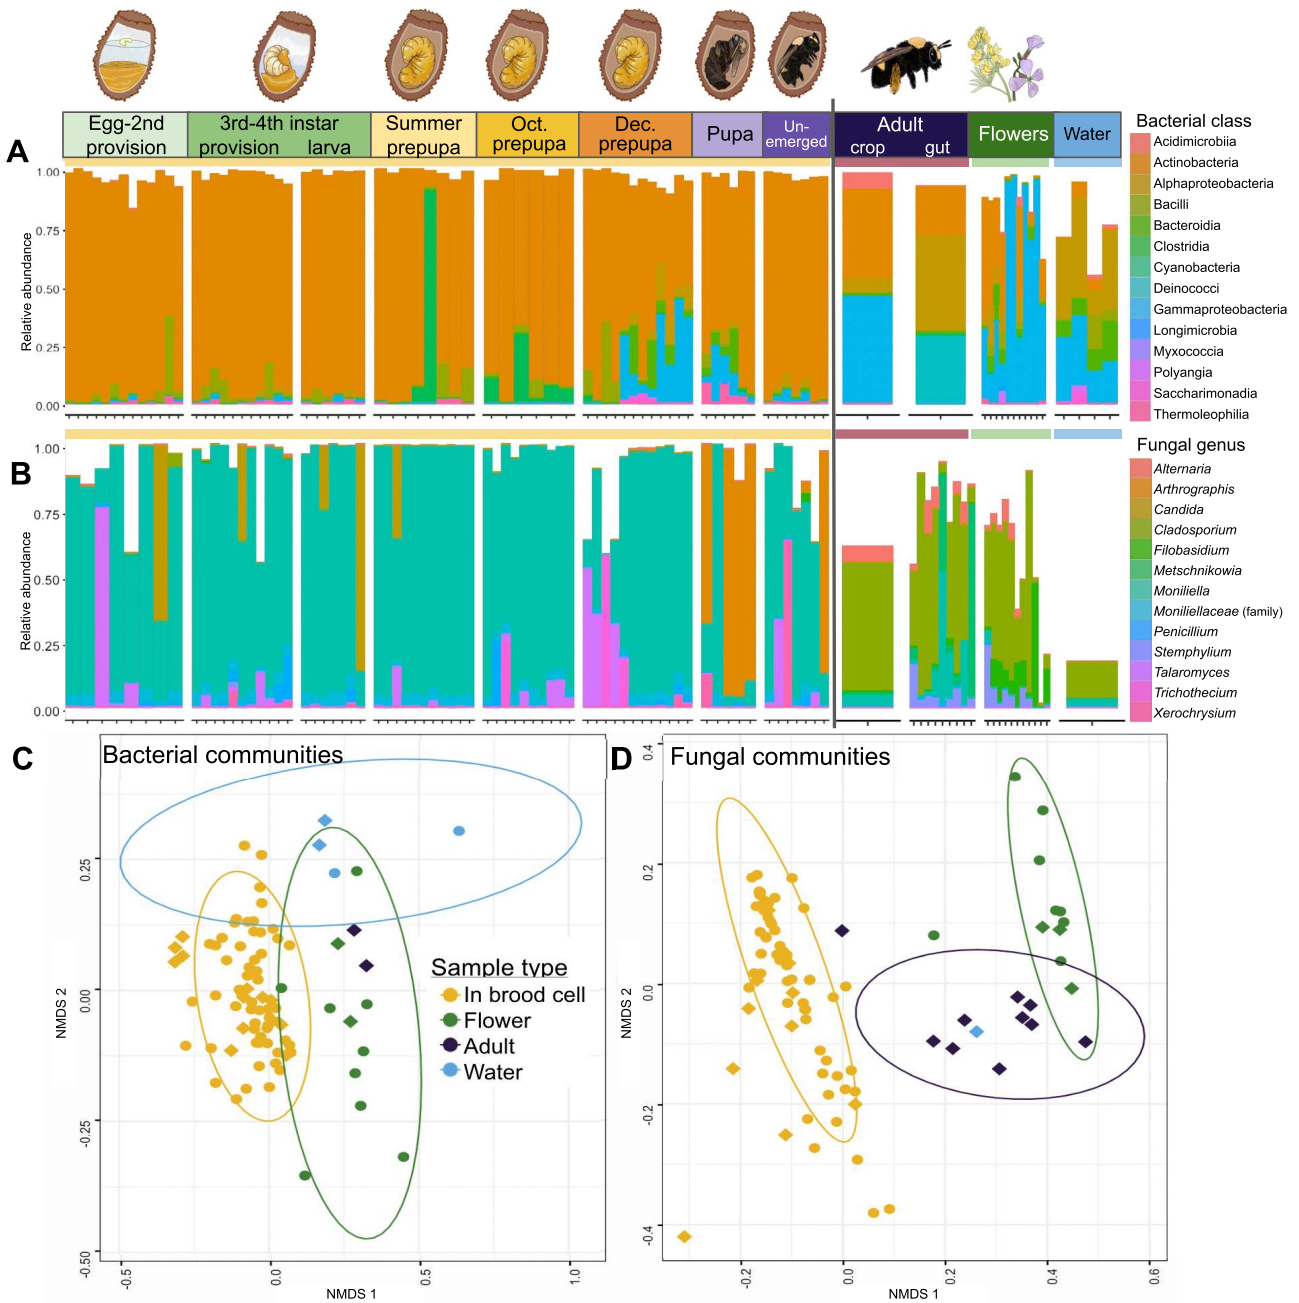 Egg-2nd
provision
3rd-4th instar
provision larva
Summer
prepupa
Oct.
prepupa
Dec.
prepupa
Pupa
Un-
emerged
Adult
crop gut
Flowers
Water
A
Relative abundance
1.00
0.75
0.50
0.25
0.00
Bacterial class
Acidimicrobiia
Actinobacteria
Alphaproteobacteria
Bacilli
Bacteroidia
Clostridia
Cyanobacteria
Deinococci
Gammaproteobacteria
Longimicrobia
Myxococcia
Polyangia
Saccharimonadia
Thermoleophilia
B
Relative abundance
1.00
0.75
0.50
0.25
0.00
Fungal genus
Alternaria
Arthrographis
Candida
Cladosporium
Filobasidium
Metschnikowia
Moniliella
Moniliellaceae (family)
Penicillium
Stemphylium
Talaromyces
Trichothecium
Xerochrysium
C
Bacterial communities
NMDS 2
0.25
0.00
-0.25
-0.50
-0.5
0.0
0.5
1.0
NMDS 1
Sample type
In brood cell
Flower
Adult
Water
D
Fungal communities
NMDS 2
0.4
0.2
0.0
-0.2
-0.4
-0.2
0.0
0.2
0.4
0.6
NMDS 1